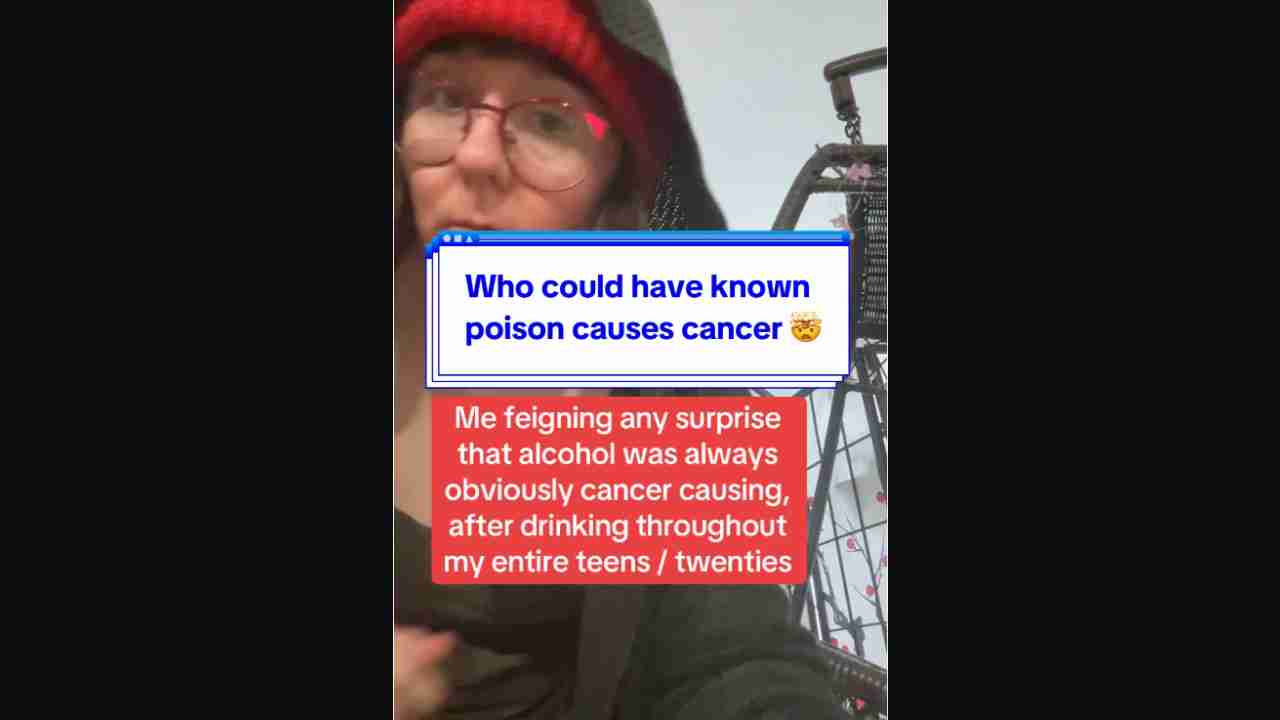 Who could have known
poison causes cancer 🤯
Me feigning any surprise
that alcohol was always
obviously cancer causing,
after drinking throughout
my entire teens / twenties